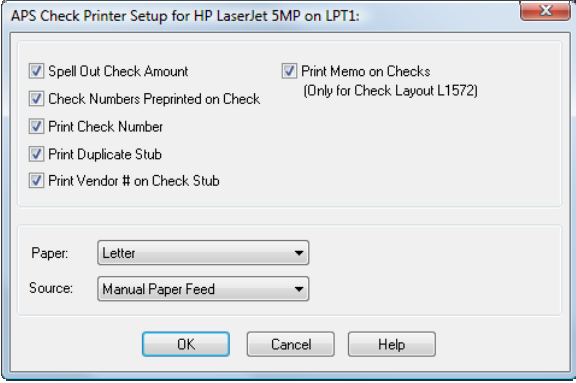 APS Check Printer Setup for HP LaserJet 5MP on LPT1:
Spell Out Check Amount
Check Numbers Preprinted on Check
Print Check Number
Print Duplicate Stub
Print Vendor # on Check Stub
Print Memo on Checks
(Only for Check Layout L1572)
Paper: Letter
Source: Manual Paper Feed
OK Cancel Help